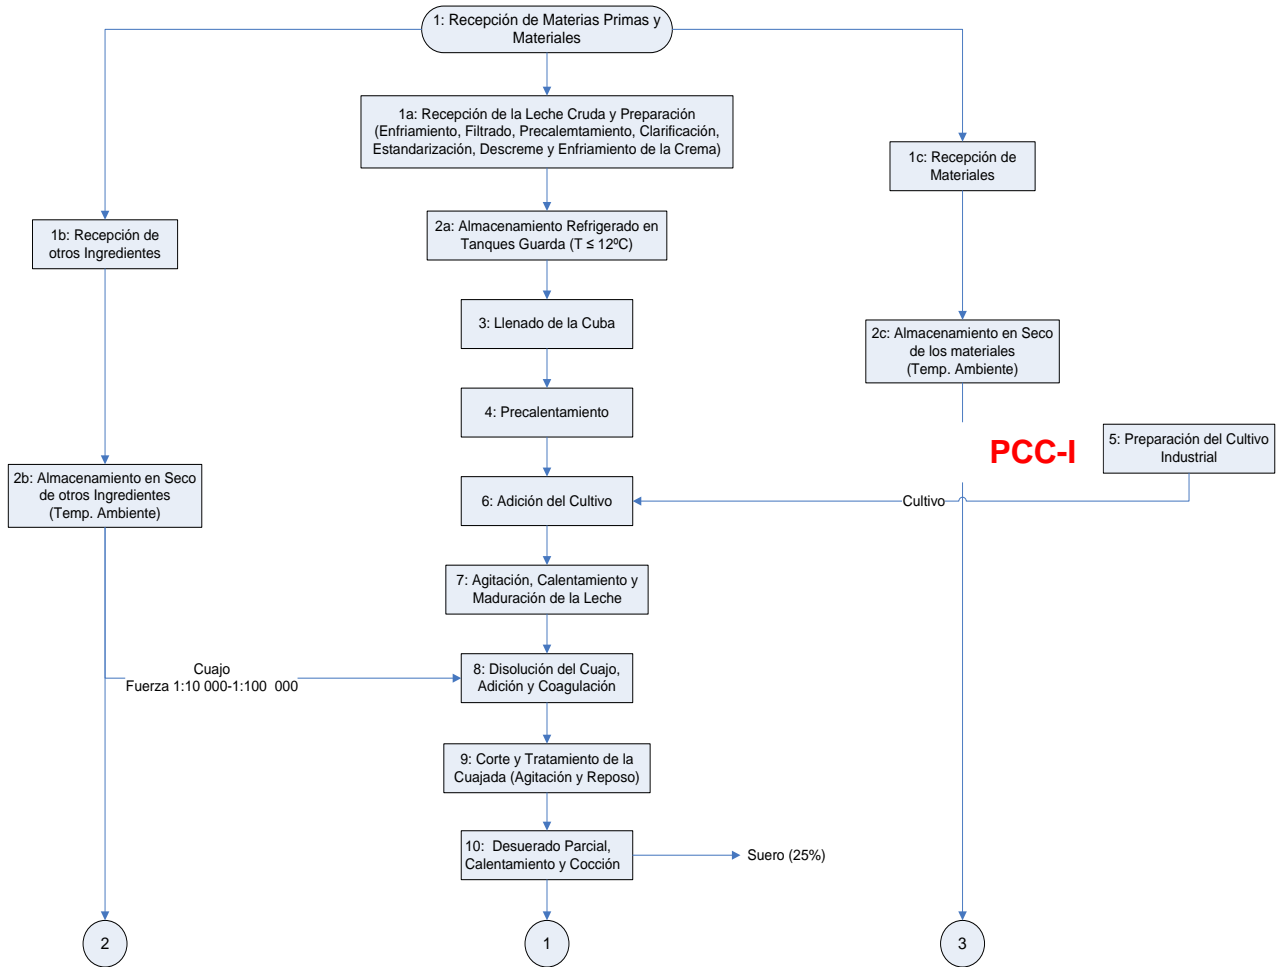 1: Recepción de Materias Primas y
Materiales
1a: Recepción de la Leche Cruda y Preparación
(Enfriamiento, Filtrado, Precalemtamiento, Clarificación,
Estandarización, Descreme y Enfriamiento de la Crema)
1c: Recepción de
Materiales
1b: Recepción de
otros Ingredientes
2a: Almacenamiento Refrigerado en
Tanques Guarda (T ≤ 12ºC)
3: Llenado de la Cuba
2c: Almacenamiento en Seco
de los materiales
(Temp. Ambiente)
4: Precalentamiento
PCC-I
5: Preparación del Cultivo
Industrial
2b: Almacenamiento en Seco
de otros Ingredientes
(Temp. Ambiente)
6: Adición del Cultivo
Cultivo
7: Agitación, Calentamiento y
Maduración de la Leche
Cuajo
Fuerza 1:10 000-1:100 000
8: Disolución del Cuajo,
Adición y Coagulación
9: Corte y Tratamiento de la
Cuajada (Agitación y Reposo)
10: Desuerado Parcial,
Calentamiento y Cocción
Suero (25%)
2
1
3